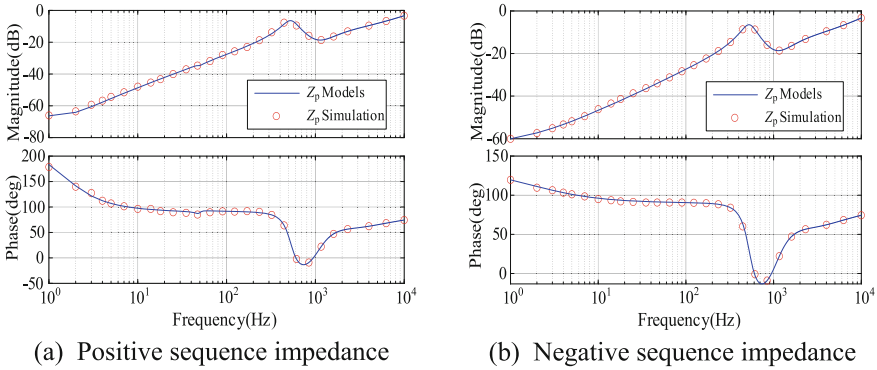 0
-20
-40
-60
-80
Magnitude(dB)
Zp Models
Zp Simulation
200
150
100
50
0
-50
Phase(deg)
10^0
10^1
10^2
10^3
10^4
Frequency(Hz)
(a) Positive sequence impedance
0
-20
-40
-60
Magnitude(dB)
Zp Models
Zp Simulation
150
100
50
0
Phase(deg)
10^0
10^1
10^2
10^3
10^4
Frequency(Hz)
(b) Negative sequence impedance